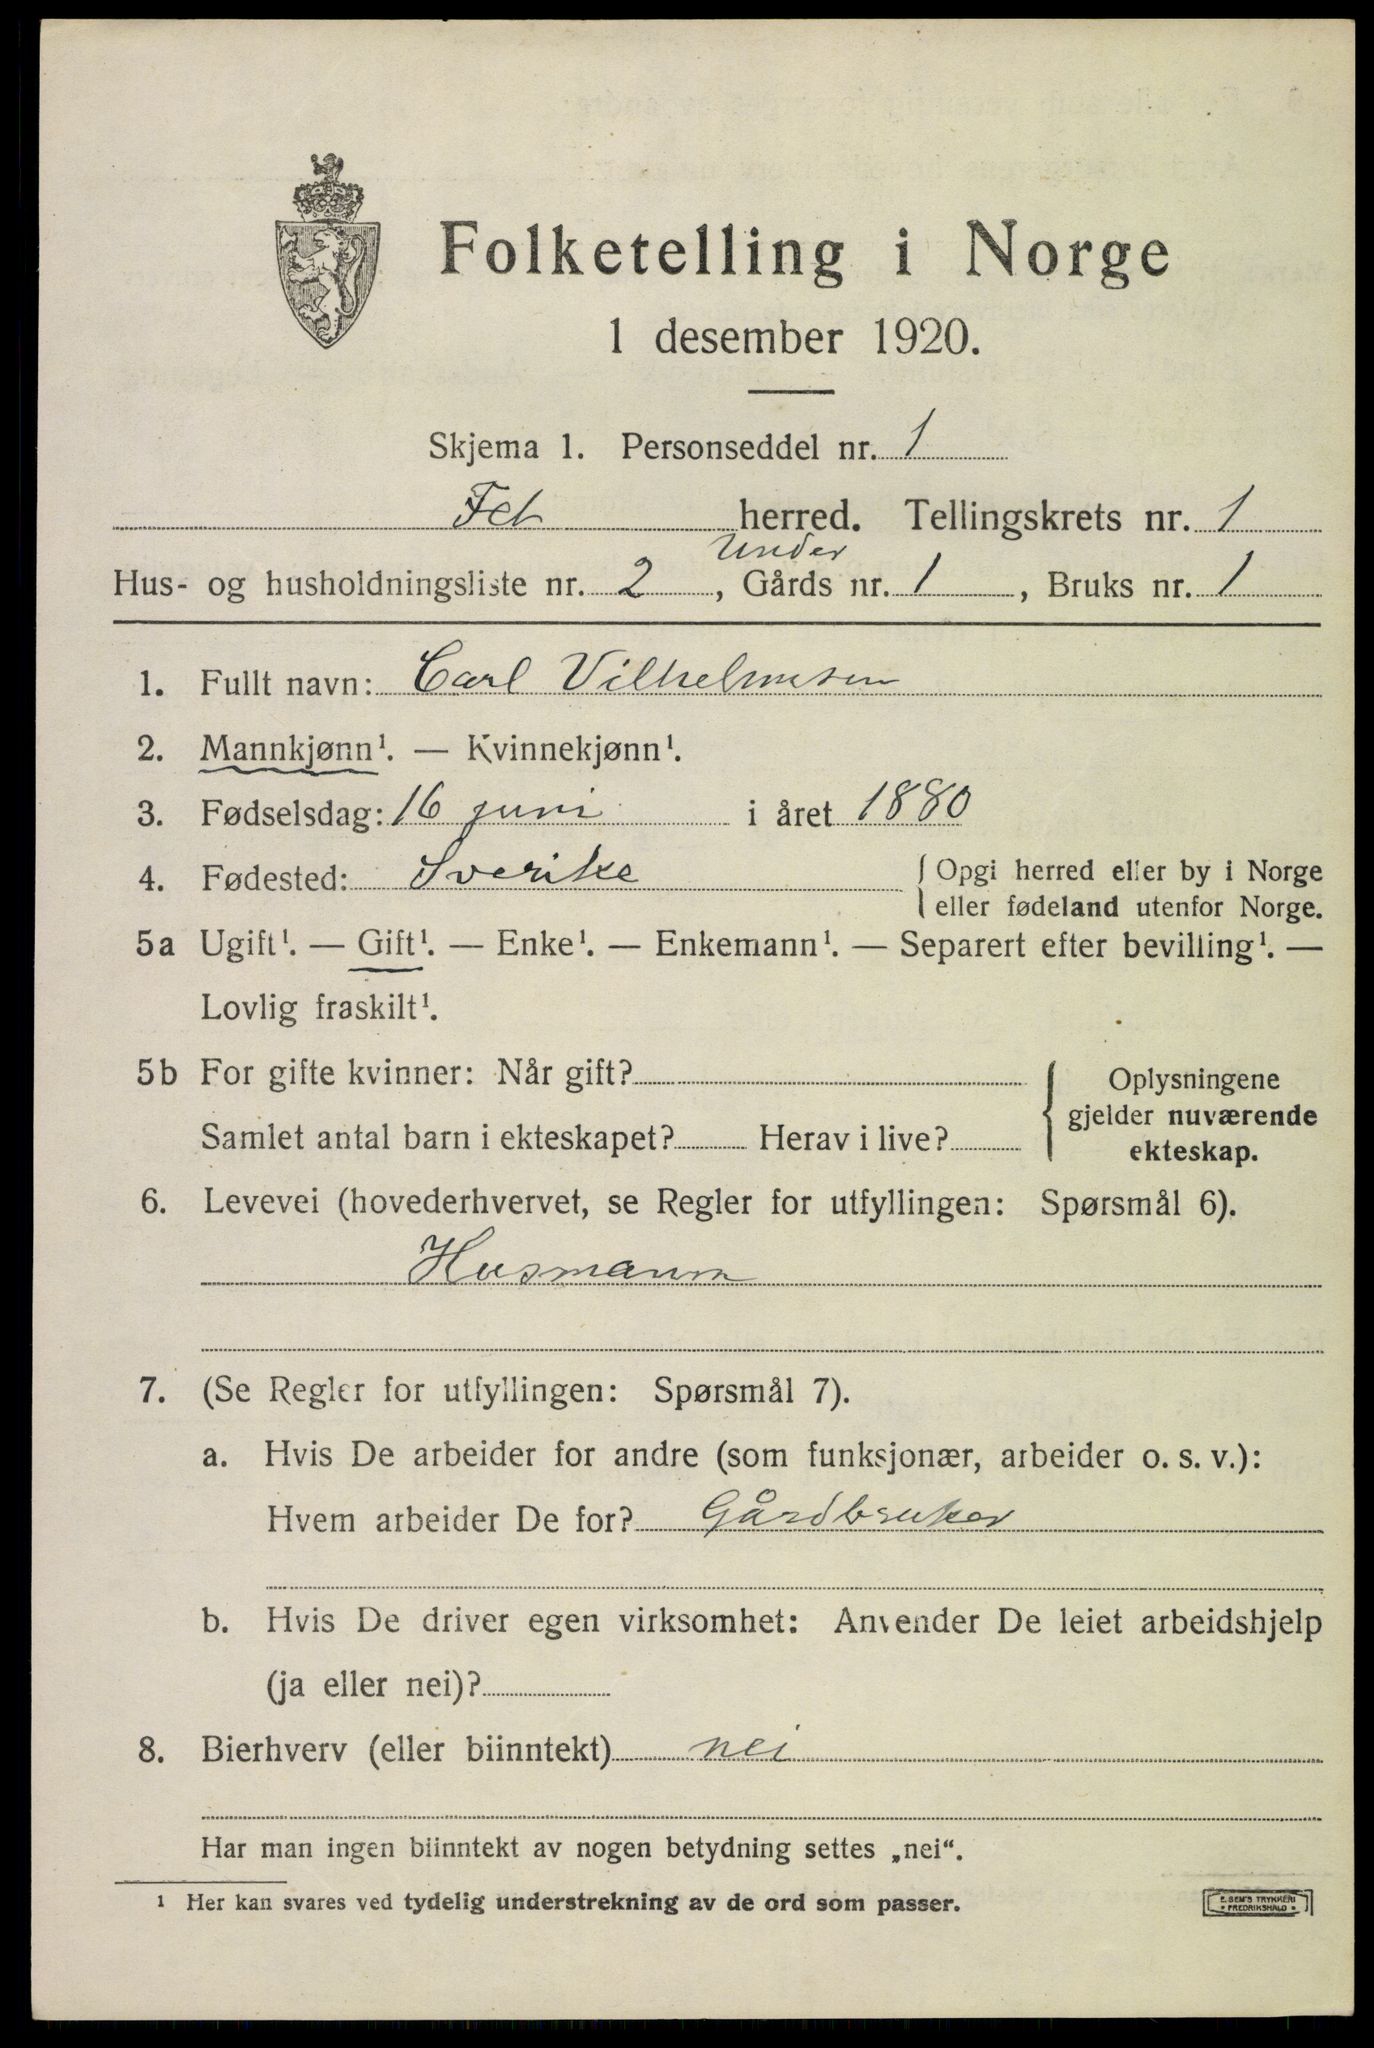 Folketelling i Norge
1 desember 1920.
Skjema 1. Personseddel nr. 1
Fet herred. Tellingskrets nr. 1
Under
Hus- og husholdningsliste nr. 2, Gårds nr. 1, Bruks nr. 1
1. Fullt navn: Carl Vilhelmsen
2. Mannkjønn¹. — Kvinnekjønn¹.
3. Fødselsdag: 16 juni i året 1880
4. Fødested: Sverike { Opgi herred eller by i Norge
eller fødeland utenfor Norge.
5a Ugift¹. — Gift¹. — Enke¹. — Enkemann¹. — Separert efter bevilling¹. —
Lovlig fraskilt¹.
5b For gifte kvinner: Når gift? { Oplysningene
gjelder nuværende
Samlet antal barn i ekteskapet? Herav i live? ekteskap.
6. Levevei (hovederhvervet, se Regler for utfyllingen: Spørsmål 6).
Husmann
7. (Se Regler for utfyllingen: Spørsmål 7).
a. Hvis De arbeider for andre (som funksjonær, arbeider o. s. v.):
Hvem arbeider De for? Gårdbruker
b. Hvis De driver egen virksomhet: Anvender De leiet arbeidshjelp
(ja eller nei)?
8. Bierhverv (eller biinntekt) nei
Har man ingen biinntekt av nogen betydning settes „nei“.
¹ Her kan svares ved tydelig understrekning av de ord som passer.
E. SEM'S TRYKKERI
• FREDRIKSHALD •